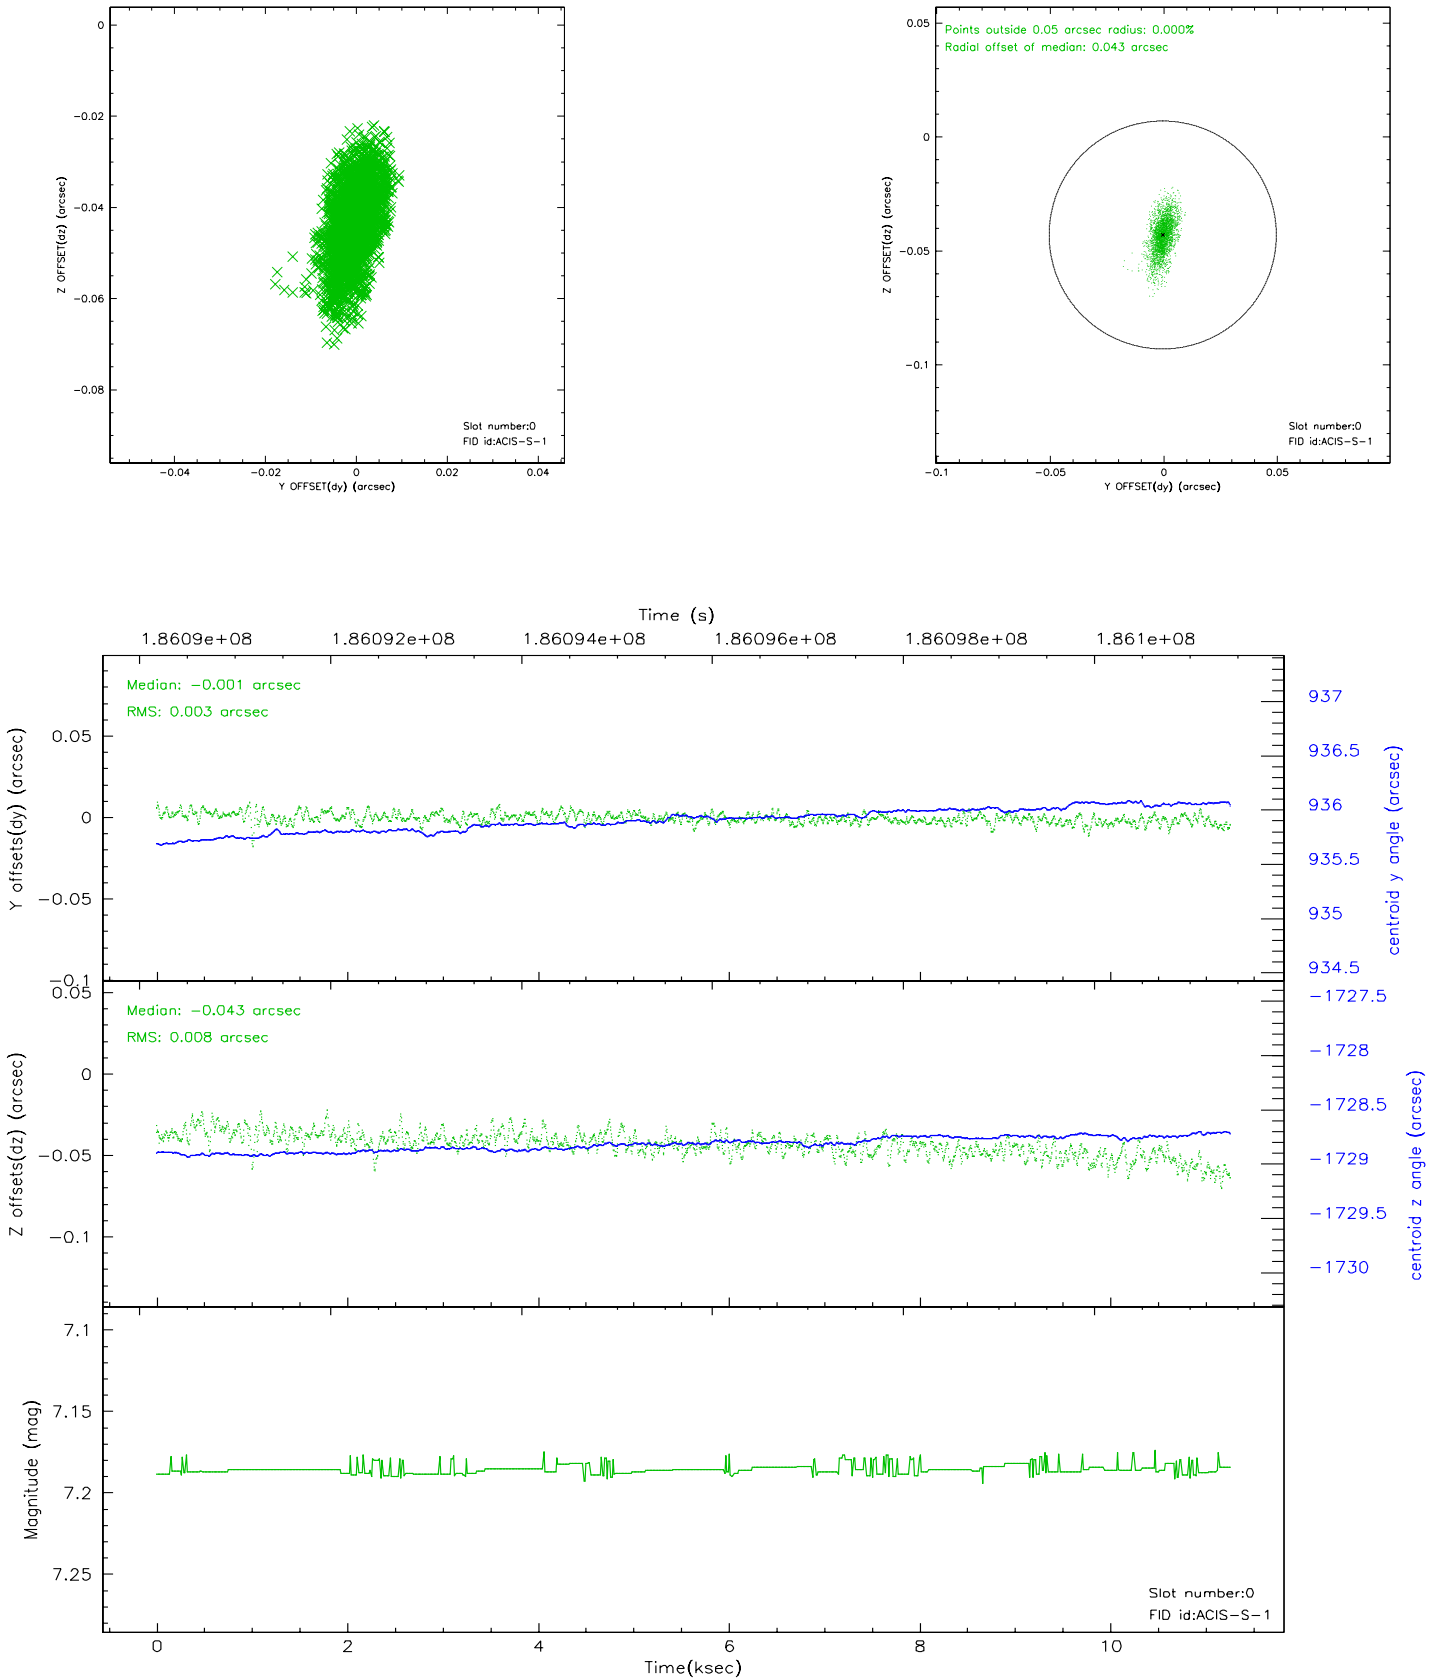 0
-0.02
-0.04
-0.06
-0.08
Z OFFSET(dz) (arcsec)
Slot number:0
FID id:ACIS-S-1
-0.04 -0.02 0 0.02 0.04
Y OFFSET(dy) (arcsec)
Points outside 0.05 arcsec radius: 0.000%
Radial offset of median: 0.043 arcsec
0.05
0
-0.05
-0.1
Z OFFSET(dz) (arcsec)
Slot number:0
FID id:ACIS-S-1
-0.1 -0.05 0 0.05
Y OFFSET(dy) (arcsec)
Time (s)
1.8609e+08 1.86092e+08 1.86094e+08 1.86096e+08 1.86098e+08 1.861e+08
Median: -0.001 arcsec
RMS: 0.003 arcsec
0.05
0
-0.05
-0.1
Y offsets(dy) (arcsec)
937
936.5
936
935.5
935
934.5
centroid y angle (arcsec)
Median: -0.043 arcsec
RMS: 0.008 arcsec
0.05
0
-0.05
-0.1
Z offsets(dz) (arcsec)
-1727.5
-1728
-1728.5
-1729
-1729.5
-1730
centroid z angle (arcsec)
7.1
7.15
7.2
7.25
Magnitude (mag)
Slot number:0
FID id:ACIS-S-1
0 2 4 6 8 10
Time(ksec)